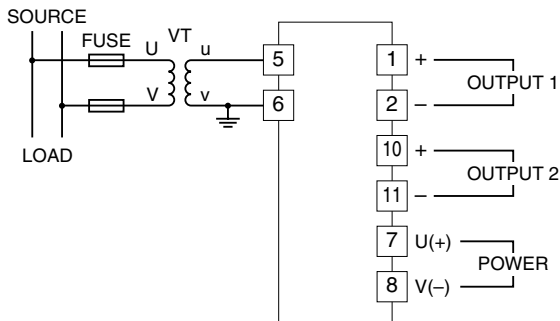 SOURCE
FUSE U VT u
V v
LOAD
5
6
1 + OUTPUT 1
2 –
10 + OUTPUT 2
11 –
7 U(+) POWER
8 V(–)